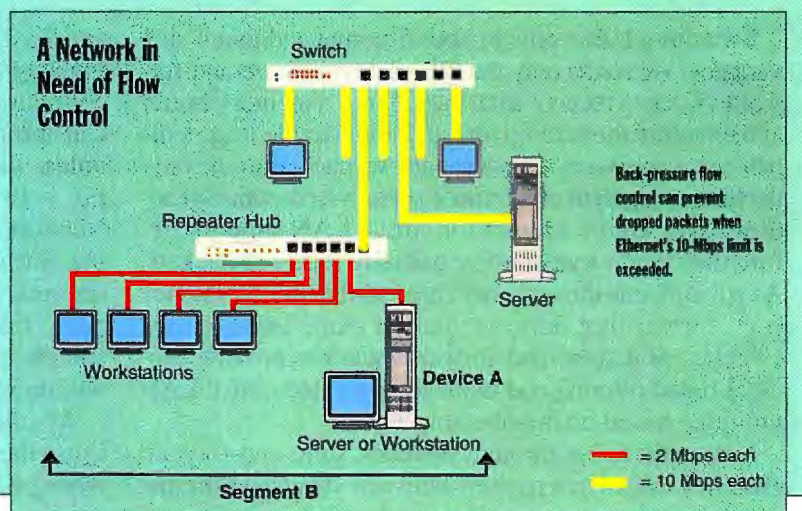 A Network in
Need of Flow
Control
Switch
Back-pressure flow
control can prevent
dropped packets when
Ethernet's 10-Mbps limit is
exceeded.
Repeater Hub
Server
Workstations
Device A
Server or Workstation
Segment B
= 2 Mbps each
= 10 Mbps each